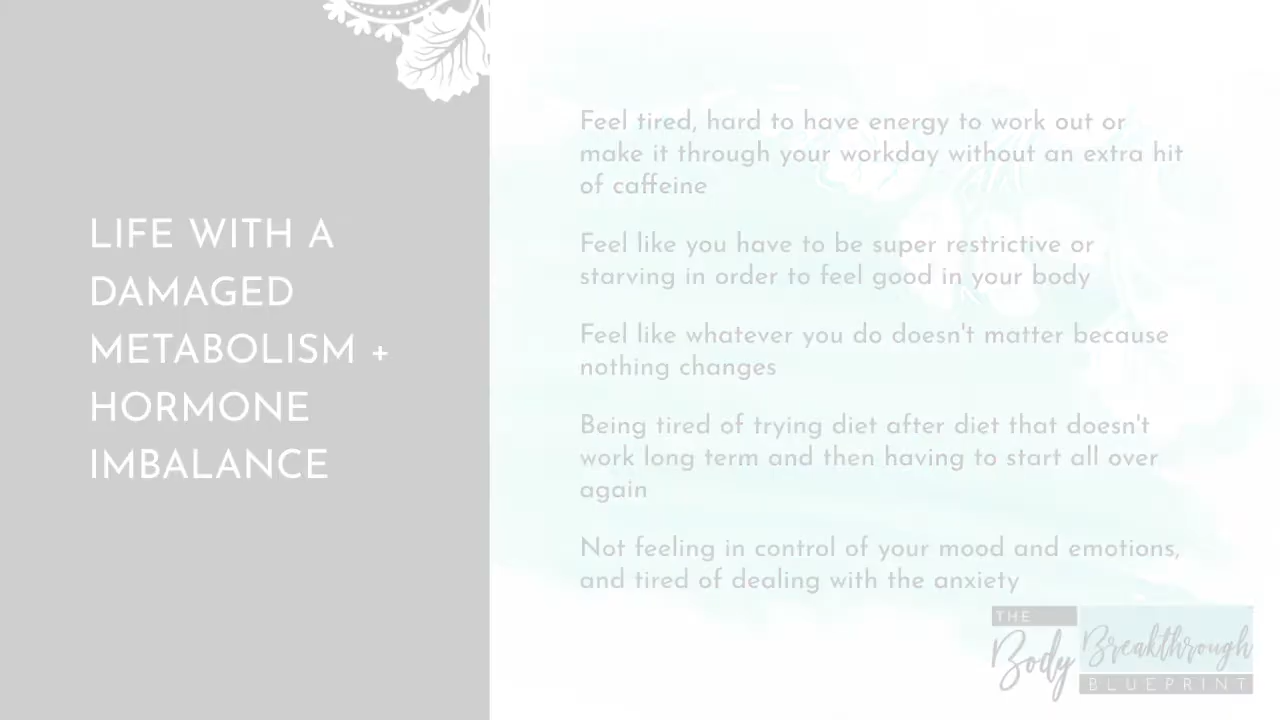 LIFE WITH A
DAMAGED
METABOLISM +
HORMONE
IMBALANCE
Feel tired, hard to have energy to work out or
make it through your workday without an extra hit
of caffeine
Feel like you have to be super restrictive or
starving in order to feel good in your body
Feel like whatever you do doesn't matter because
nothing changes
Being tired of trying diet after diet that doesn't
work long term and then having to start all over
again
Not feeling in control of your mood and emotions,
and tired of dealing with the anxiety
THE
Body Breakthrough
BLUEPRINT